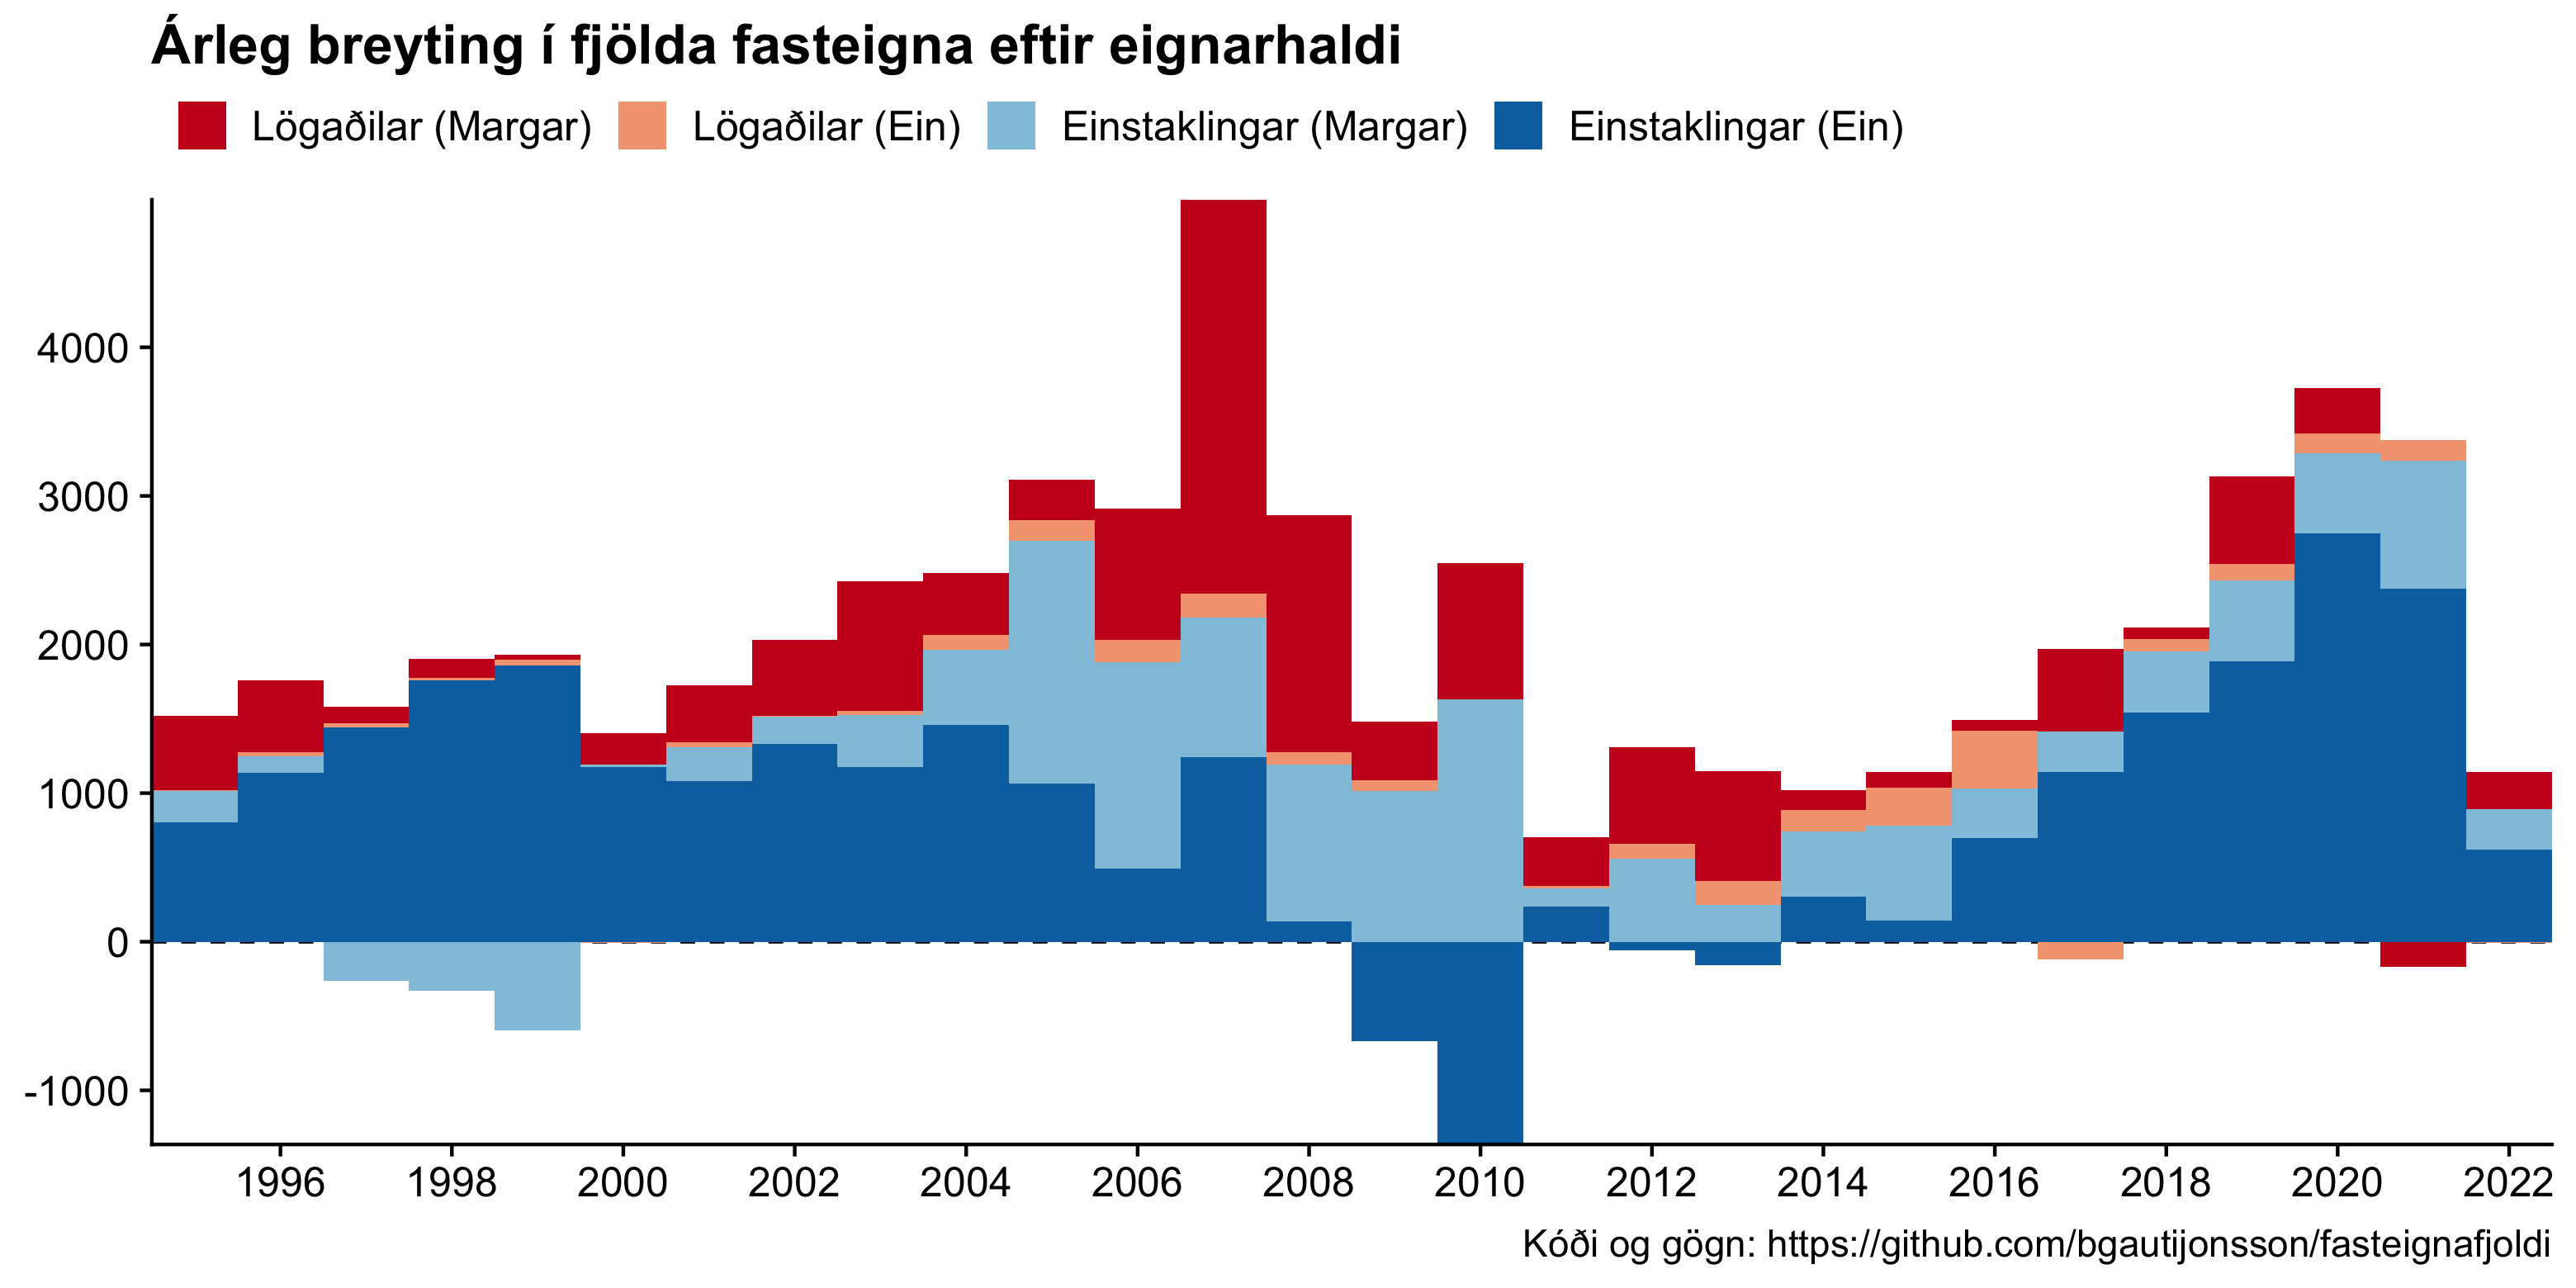 Árleg breyting í fjölda fasteigna eftir eignarhaldi
Lögaðilar (Margar) Lögaðilar (Ein) Einstaklingar (Margar) Einstaklingar (Ein)
4000
3000
2000
1000
0
-1000
1996 1998 2000 2002 2004 2006 2008 2010 2012 2014 2016 2018 2020 2022
Kóði og gögn: https://github.com/bgautijonsson/fasteignafjoldi